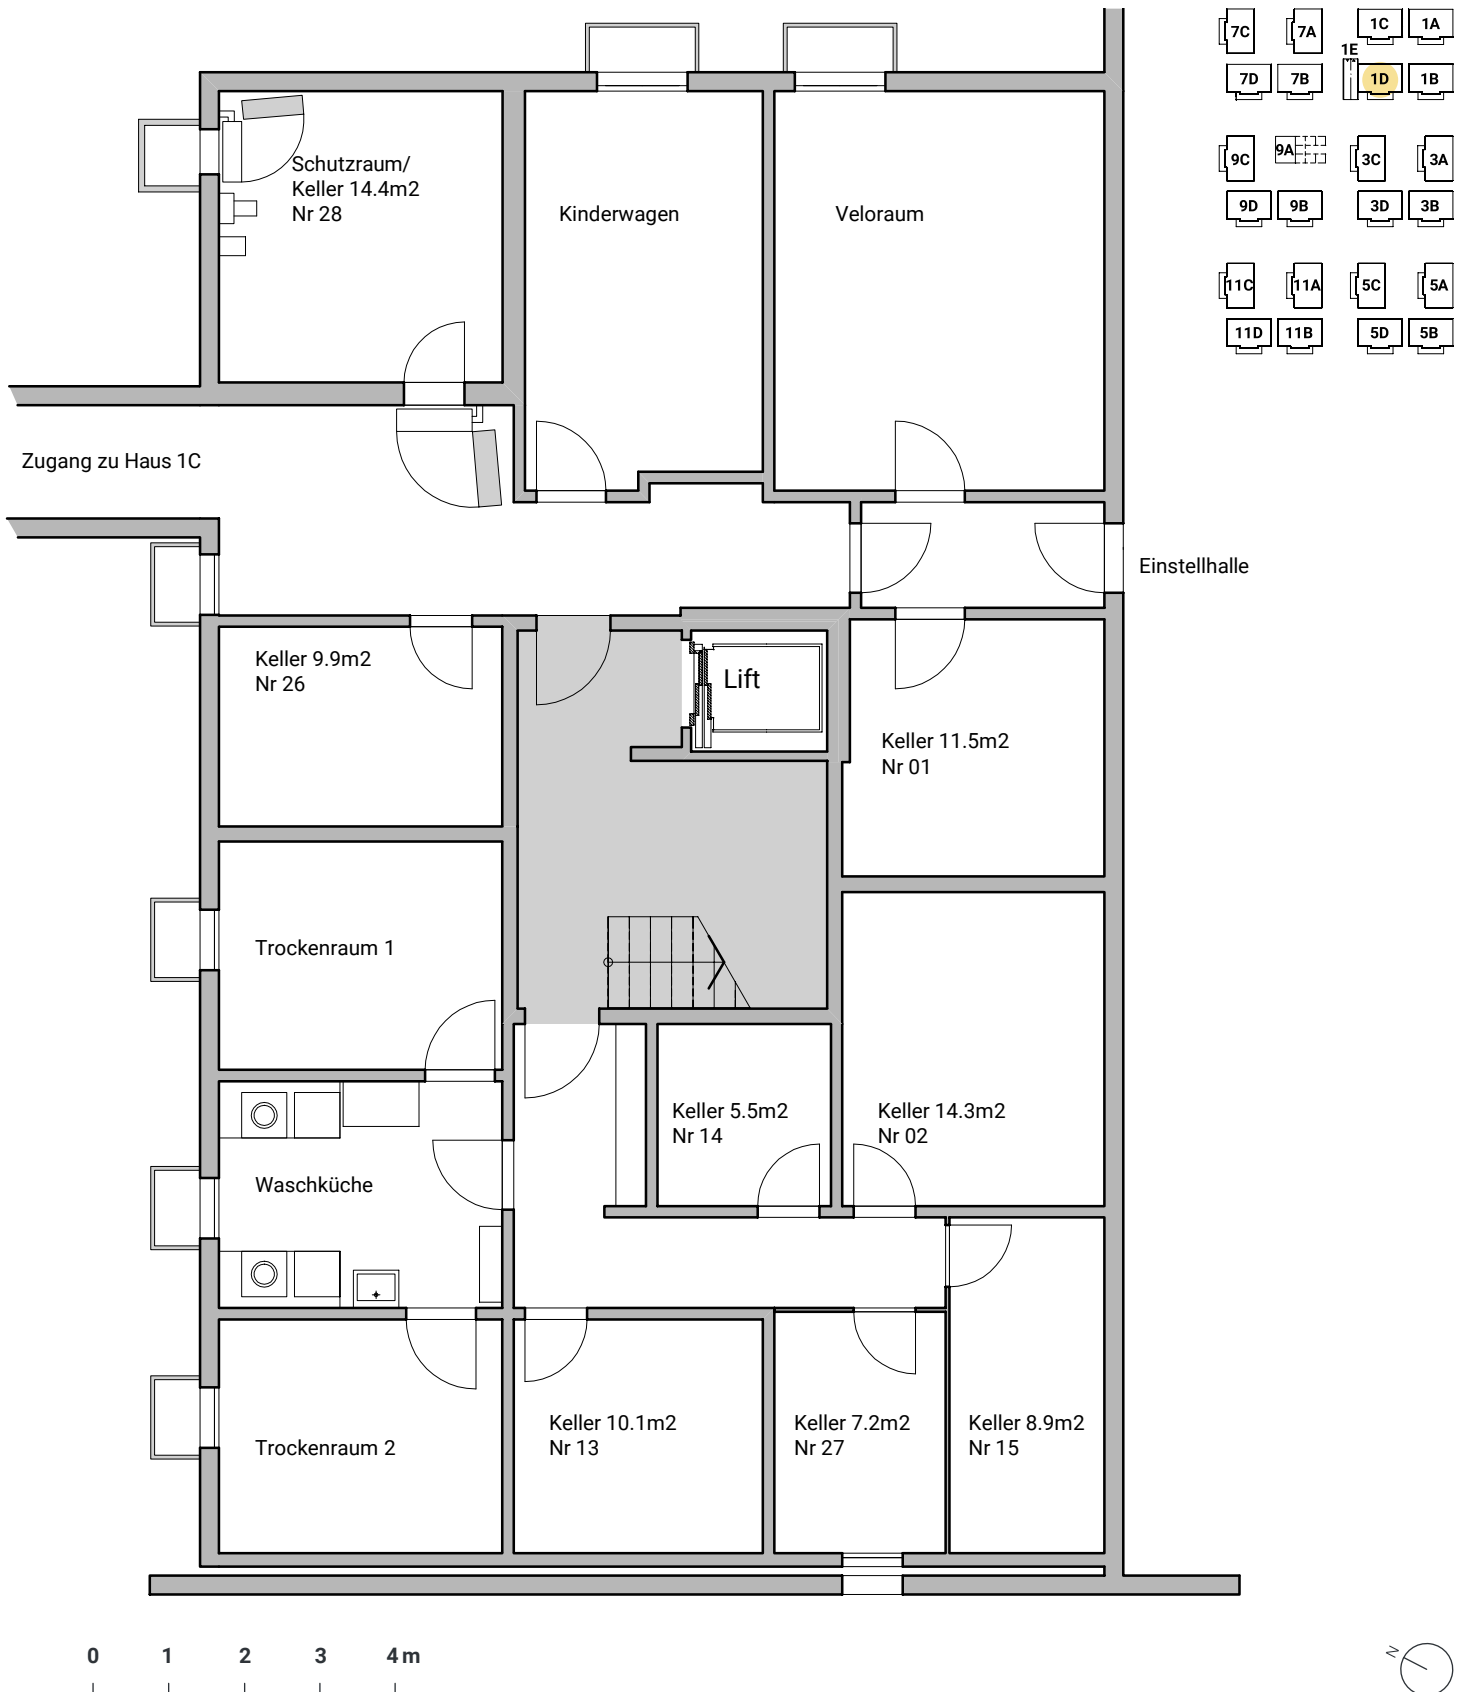 7C
7A
1C
1A
1E
7D
7B
1D
1B
9C
9A
3C
3A
9D
9B
3D
3B
11C
11A
5C
5A
11D
11B
5D
5B
Schutzraum/
Keller 14.4m2
Nr 28
Kinderwagen
Veloraum
Zugang zu Haus 1C
Einstellhalle
Keller 9.9m2
Nr 26
Lift
Keller 11.5m2
Nr 01
Trockenraum 1
Keller 5.5m2
Nr 14
Keller 14.3m2
Nr 02
Waschküche
Trockenraum 2
Keller 10.1m2
Nr 13
Keller 7.2m2
Nr 27
Keller 8.9m2
Nr 15
0 1 2 3 4 m
N